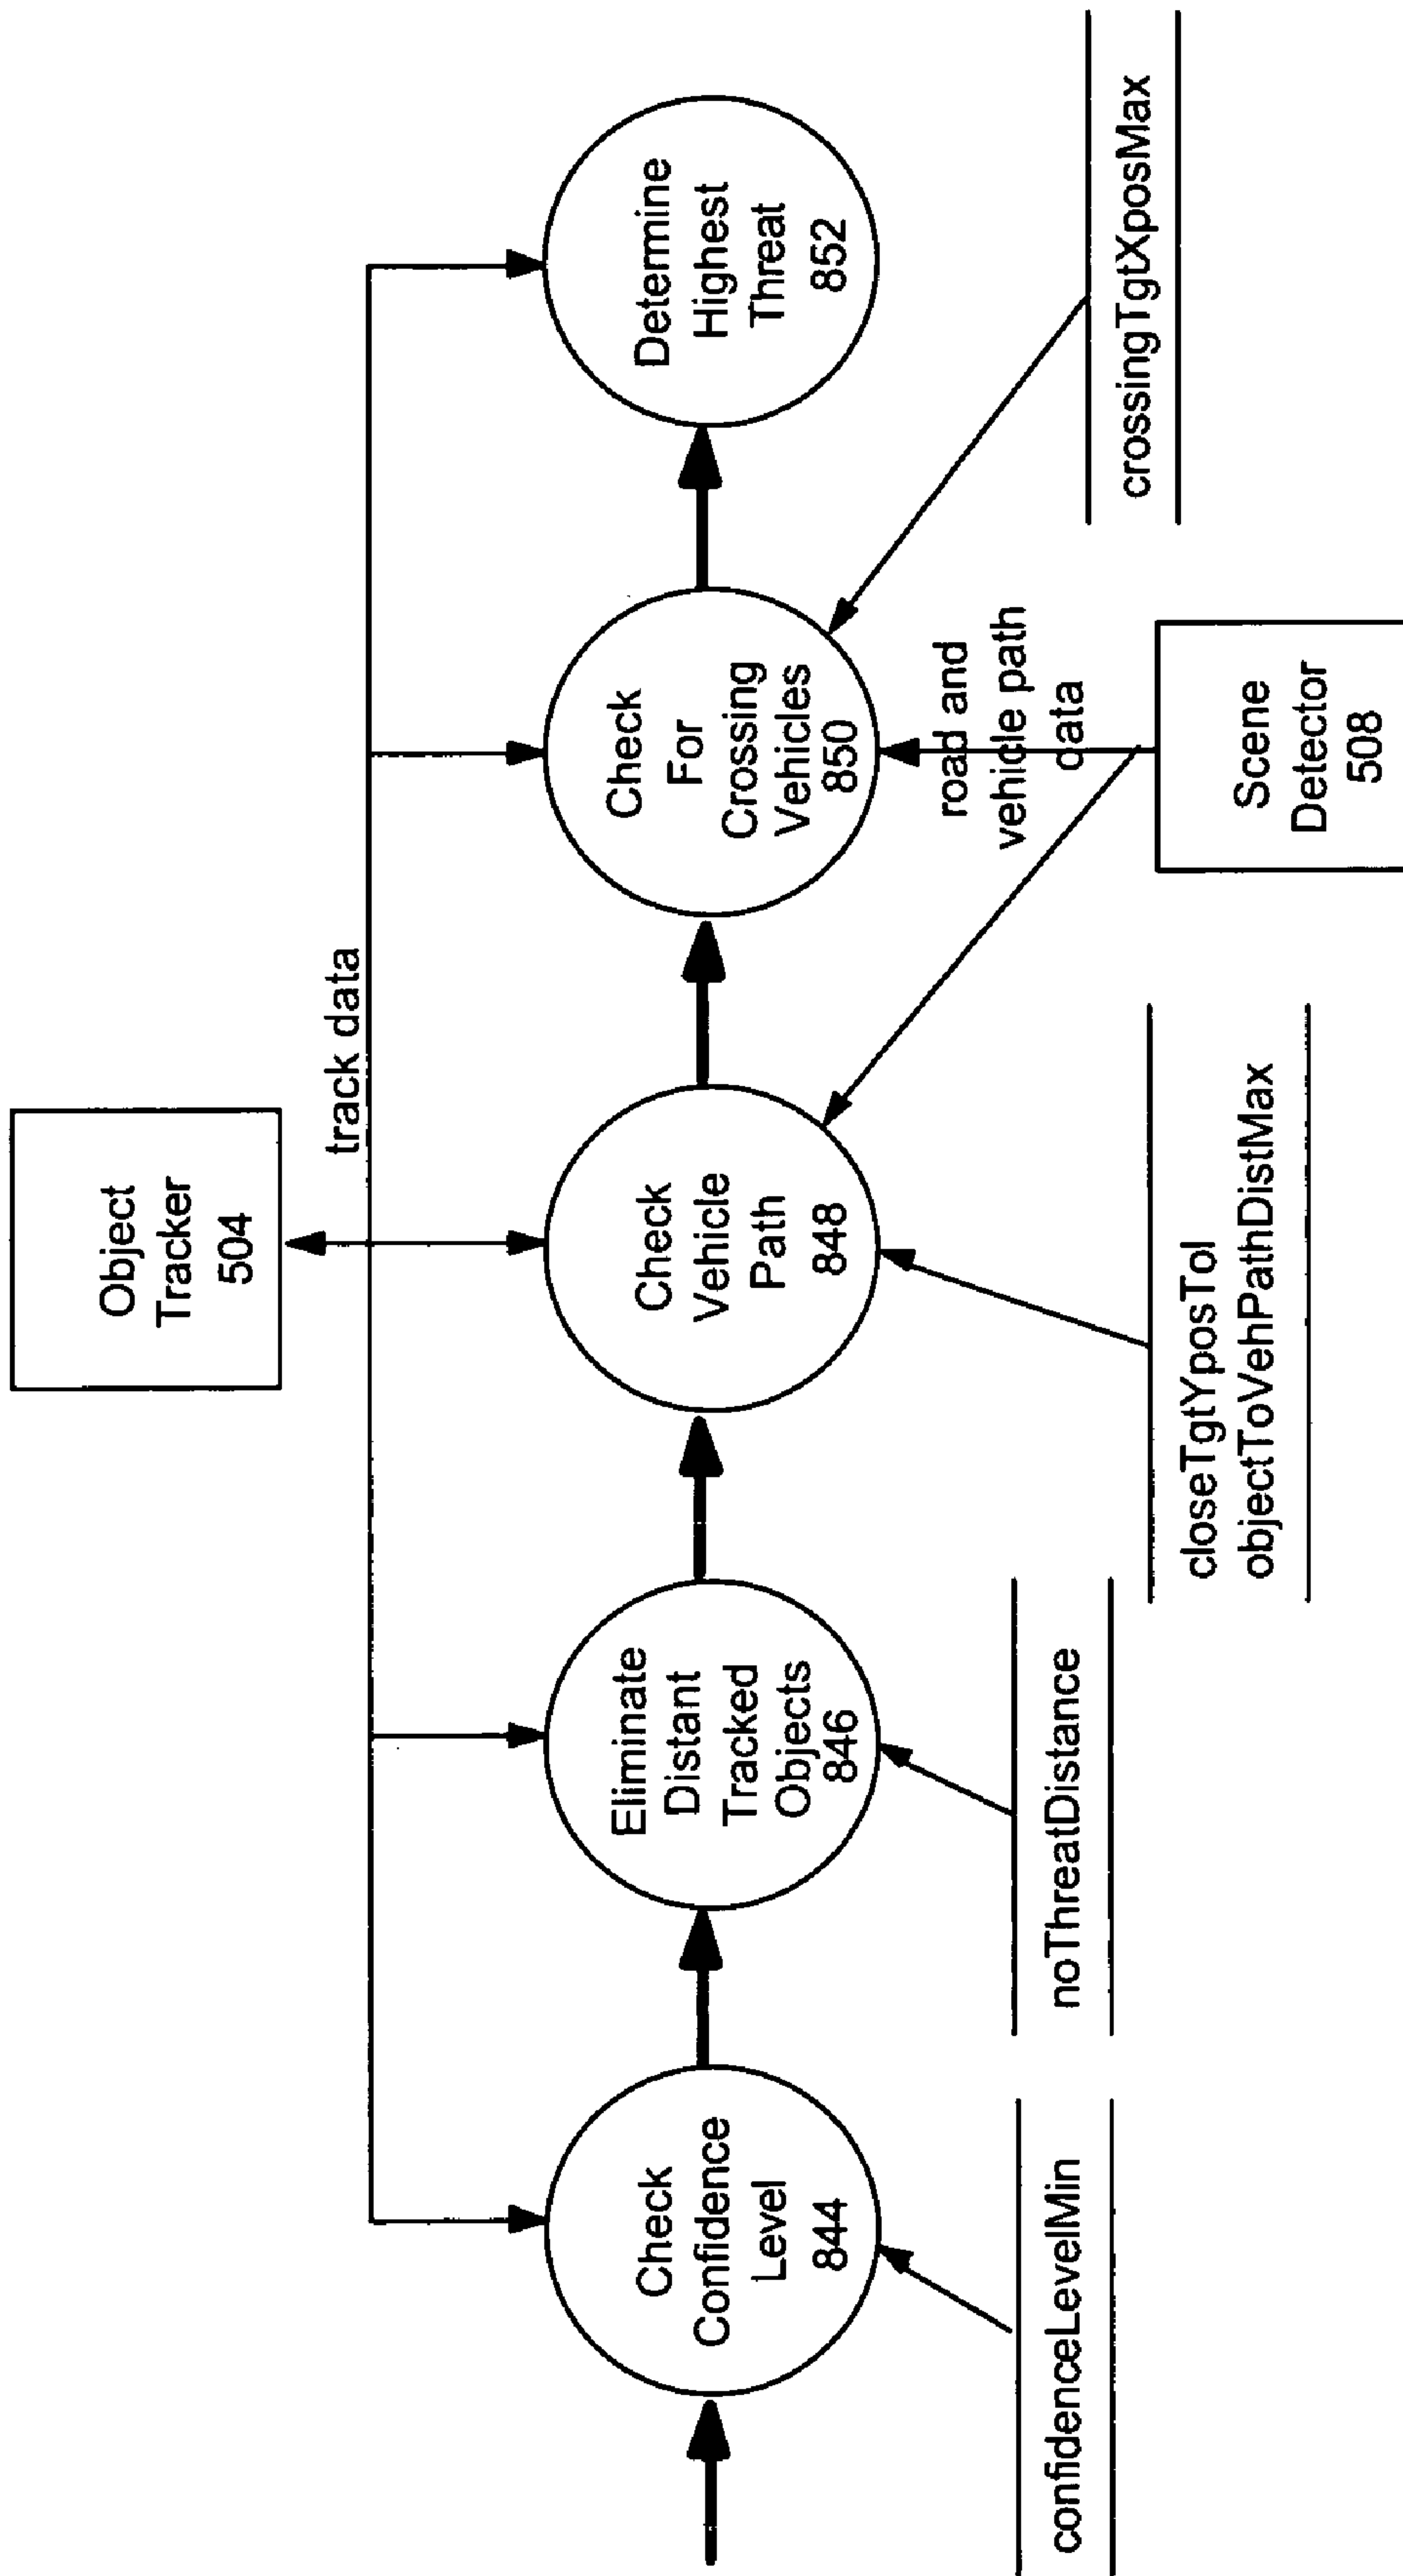 Object
Tracker
504
track data
Check
Confidence
Level
844
Eliminate
Distant
Tracked
Objects
846
Check
Vehicle
Path
848
Check
For
Crossing
Vehicles
850
Determine
Highest
Threat
852
road and
vehicle path
data
confidenceLevelMin
noThreatDistance
closeTgtYposTol
objectToVehPathDistMax
Scene
Detector
508
crossingTgtXposMax